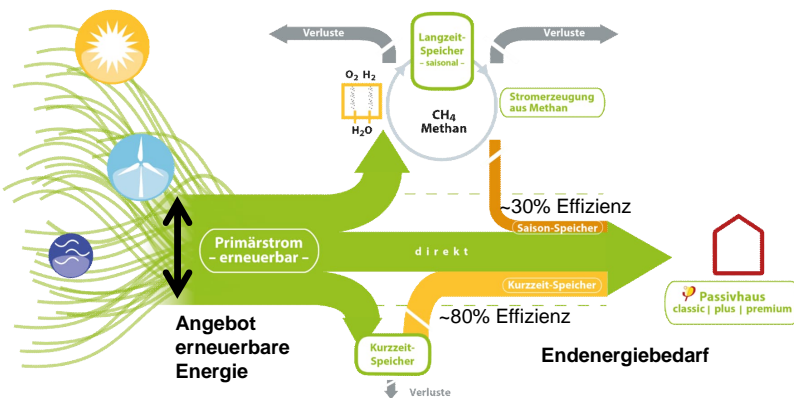 Verluste
Langzeit-
Speicher
– saisonal –
Verluste
O2 H2
H2O
CH4
Methan
Stromerzeugung
aus Methan
~30% Effizienz
Saison-Speicher
Primärstrom
– erneuerbar –
direkt
Kurzzeit-Speicher
~80% Effizienz
Passivhaus
classic | plus | premium
Angebot
erneuerbare
Energie
Kurzzeit-
Speicher
Endenergiebedarf
Verluste